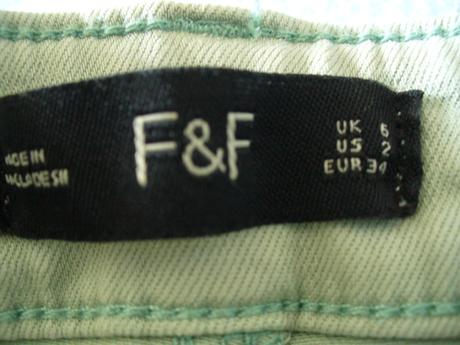 MADE IN
BANGLADESH
F&F
UK 6
US 2
EUR 34